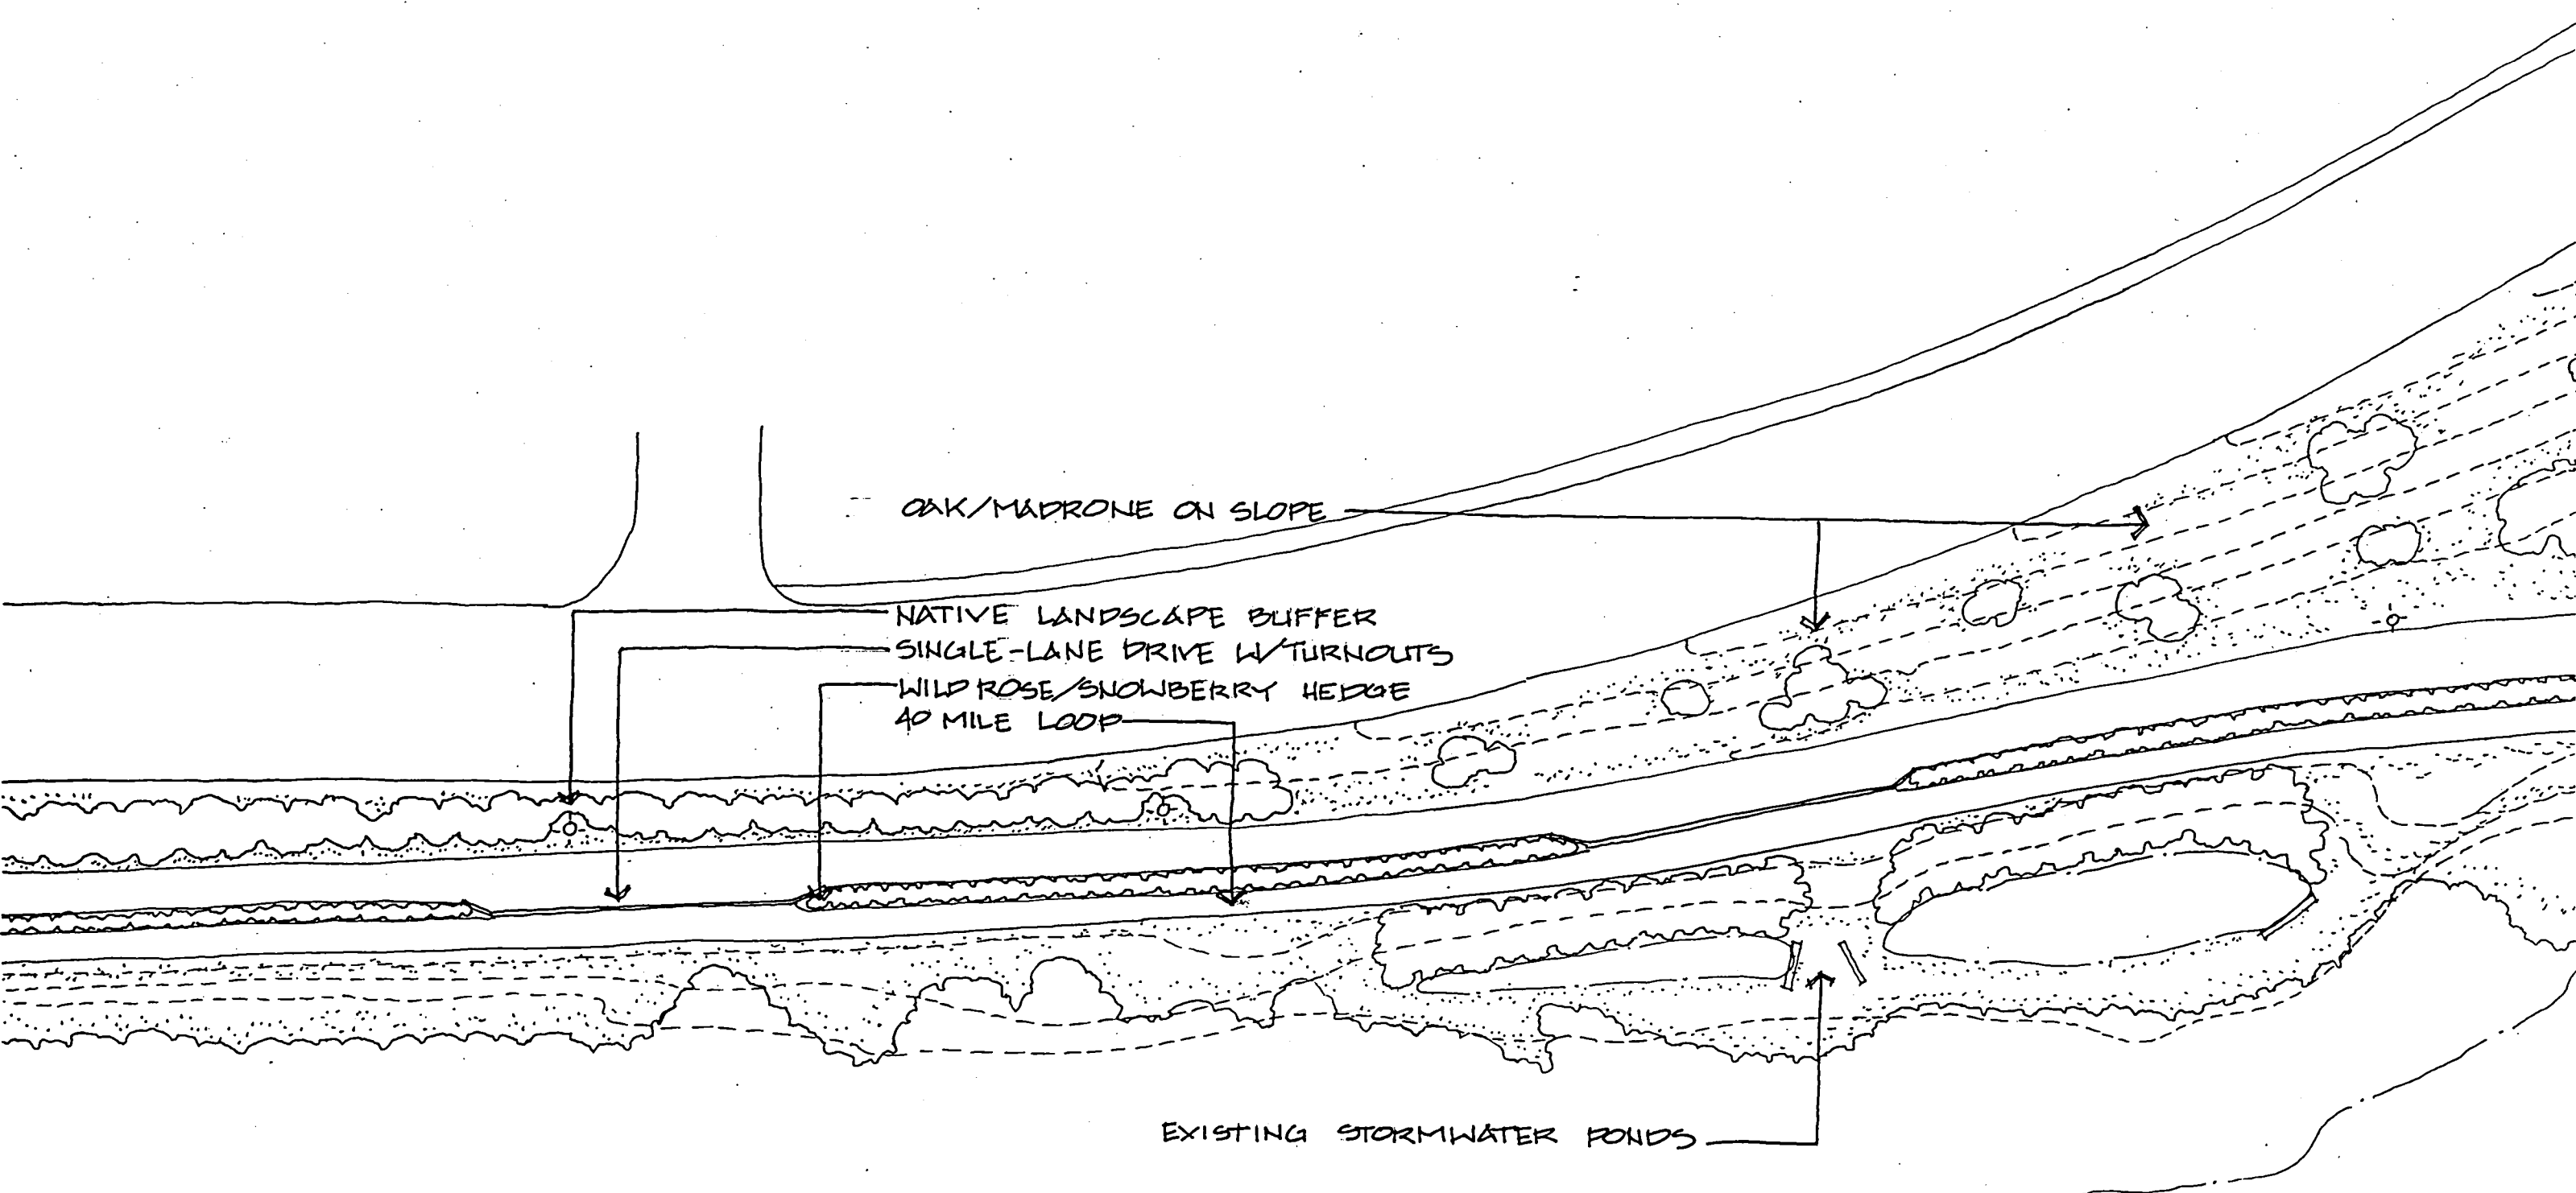 OAK/MADRONE ON SLOPE
NATIVE LANDSCAPE BUFFER
SINGLE-LANE DRIVE W/TURNOUTS
WILD ROSE/SNOWBERRY HEDGE
40 MILE LOOP
EXISTING STORMWATER PONDS